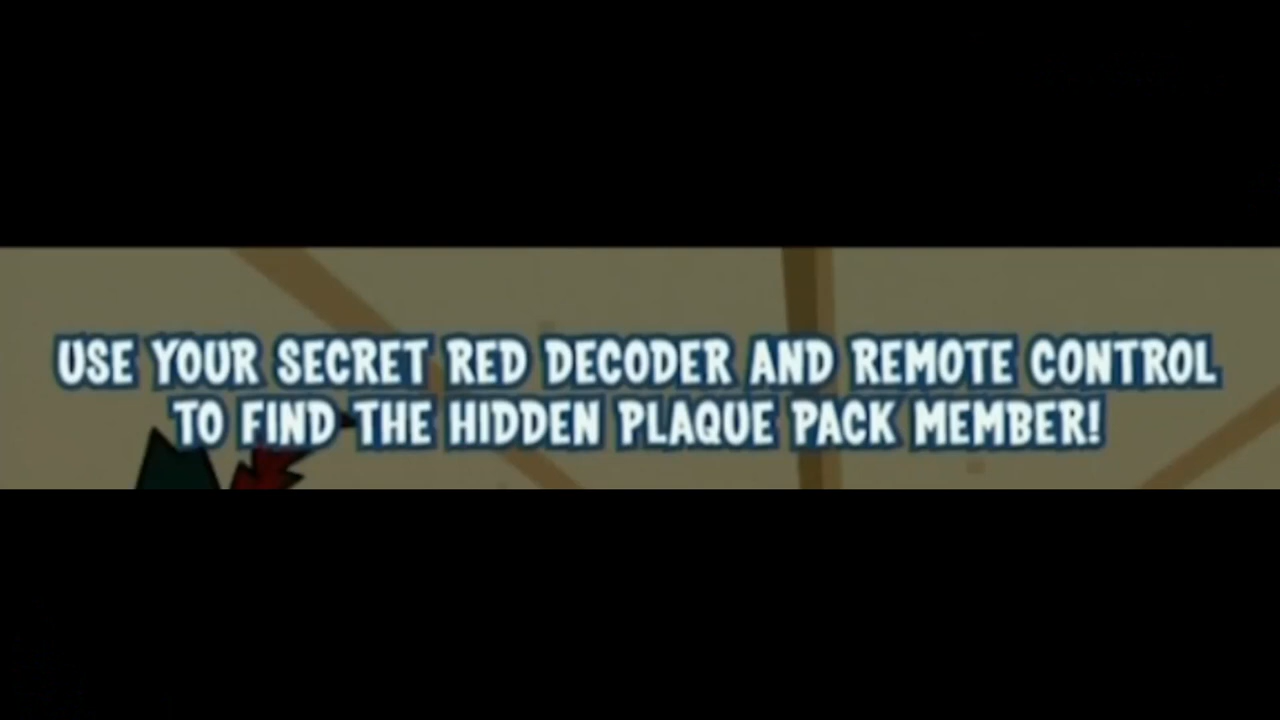 USE YOUR SECRET RED DECODER AND REMOTE CONTROL
TO FIND THE HIDDEN PLAQUE PACK MEMBER!